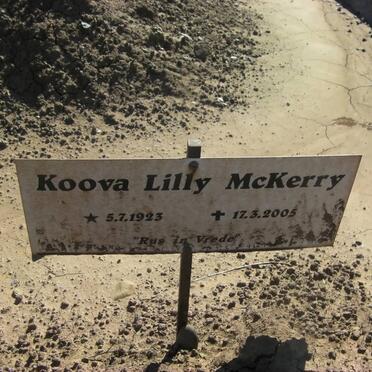 Koova Lilly McKerry
★ 5.7.1923 ✝ 17.3.2005
"Rus in Vrede"